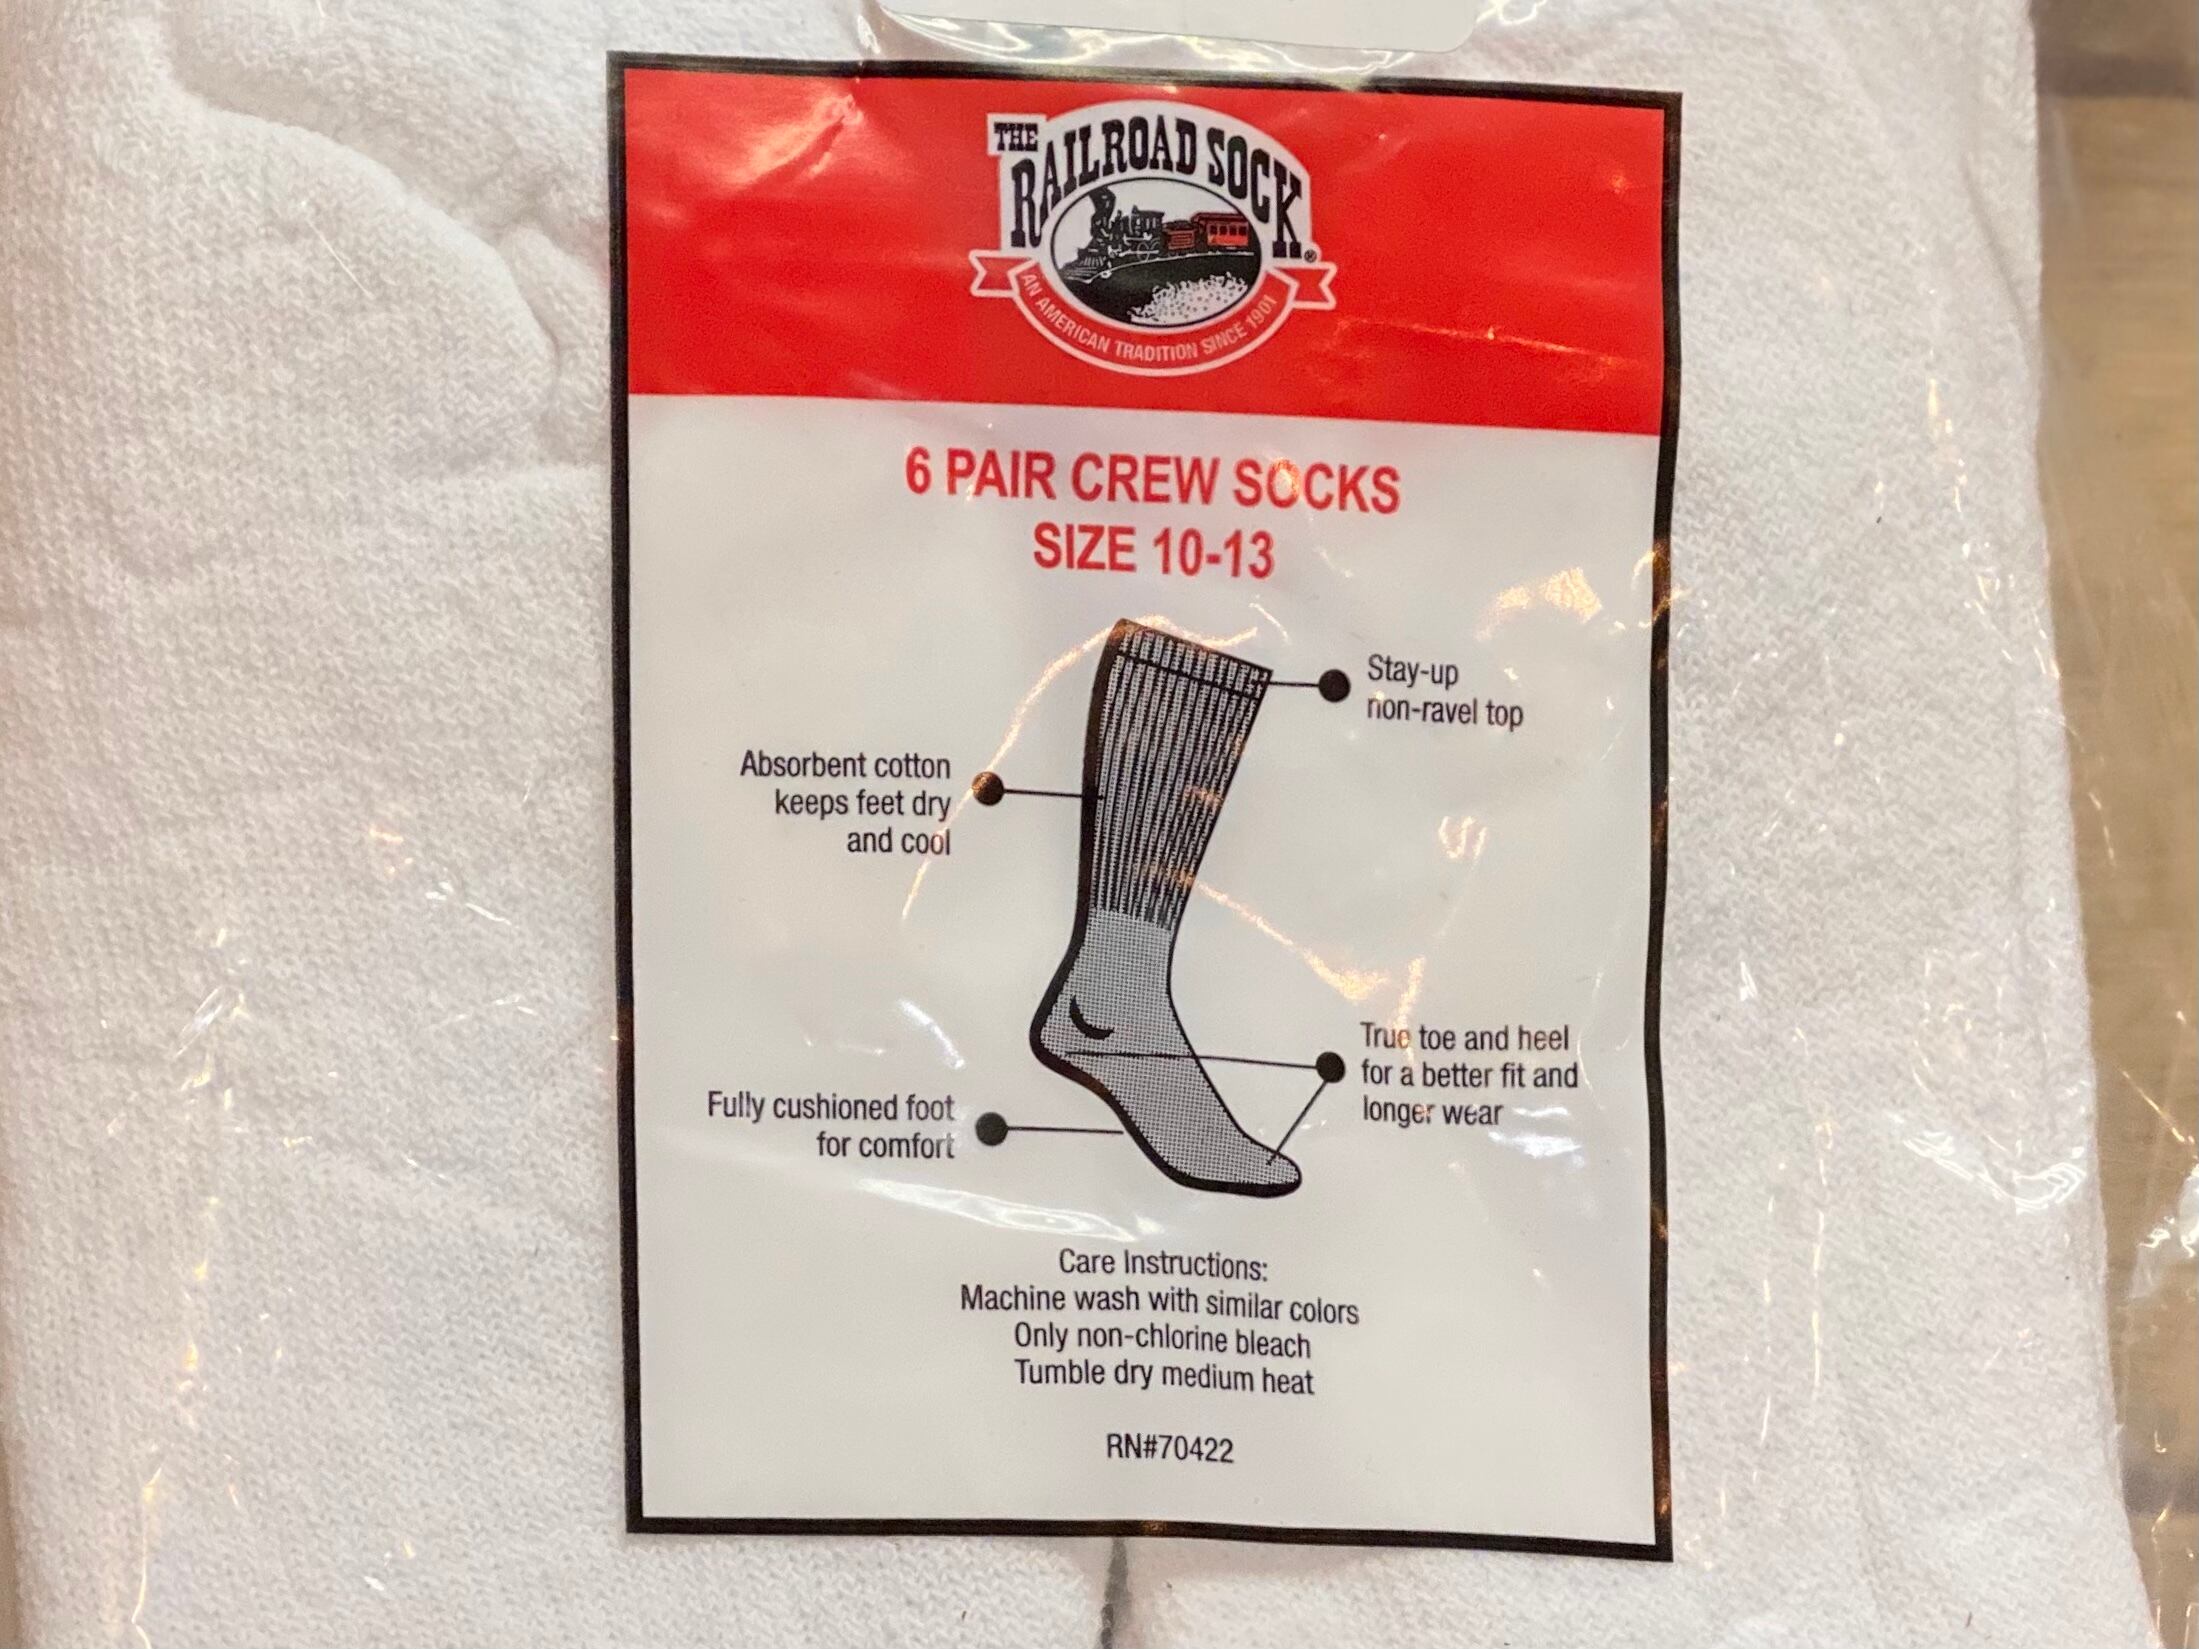 THE
RAILROAD SOCK®
AN AMERICAN TRADITION SINCE 1901
6 PAIR CREW SOCKS
SIZE 10-13
Stay-up
non-ravel top
Absorbent cotton
keeps feet dry
and cool
True toe and heel
for a better fit and
longer wear
Fully cushioned foot
for comfort
Care Instructions:
Machine wash with similar colors
Only non-chlorine bleach
Tumble dry medium heat
RN#70422